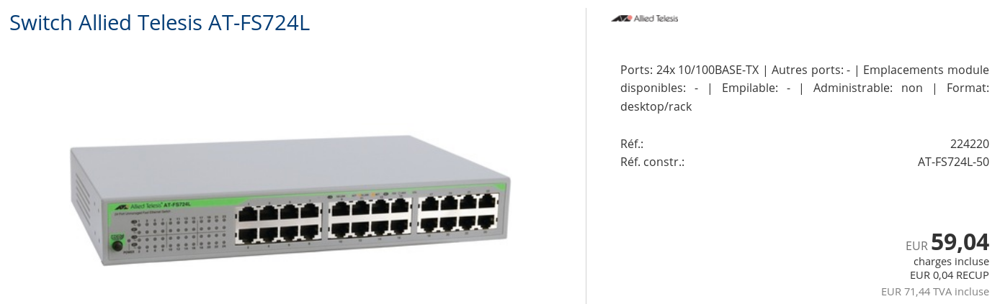 Switch Allied Telesis AT-FS724L
Allied Telesis
Ports: 24x 10/100BASE-TX | Autres ports: - | Emplacements module
disponibles: - | Empilable: - | Administrable: non | Format:
desktop/rack
Réf.: 224220
Réf. constr.: AT-FS724L-50
Allied Telesis AT-FS724L
POWER
EUR 59,04
charges incluse
EUR 0,04 RECUP
EUR 71,44 TVA incluse